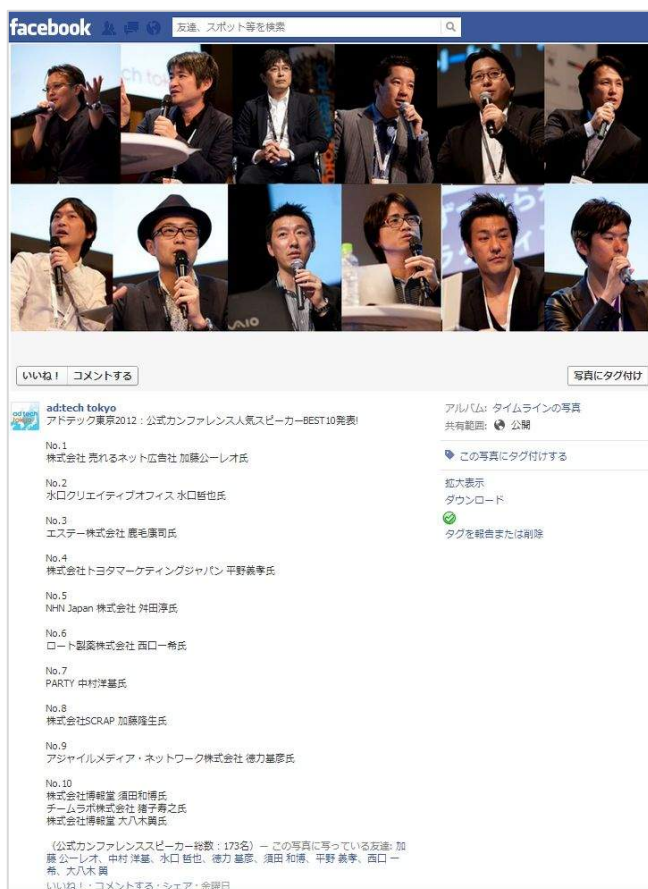 facebook
友達、スポット等を検索
ch tok
VAIO
いいね！ コメントする
写真にタグ付け
ad:tech tokyo
アドテック東京2012：公式カンファレンス人気スピーカーBEST10発表!
No.1
株式会社 売れるネット広告社 加藤公一レオ氏
No.2
水口クリエイティブオフィス 水口哲也氏
No.3
エステー株式会社 鹿毛康司氏
No.4
株式会社トヨタマーケティングジャパン 平野義孝氏
No.5
NHN Japan 株式会社 舛田淳氏
No.6
ロート製薬株式会社 西口一希氏
No.7
PARTY 中村洋基氏
No.8
株式会社SCRAP 加藤隆生氏
No.9
アジャイルメディア・ネットワーク株式会社 徳力基彦氏
No.10
株式会社博報堂 須田和博氏
チームラボ株式会社 猪子寿之氏
株式会社博報堂 大八木翼氏
（公式カンファレンススピーカー総数：173名） — この写真に写っている友達: 加
藤 公一レオ、中村 洋基、水口 哲也、徳力 基彦、須田 和博、平野 義孝、西口 一
希、大八木 翼
いいね！・コメントする・シェア・金曜日
アルバム: タイムラインの写真
共有範囲: 公開
この写真にタグ付けする
拡大表示
ダウンロード
タグを報告または削除